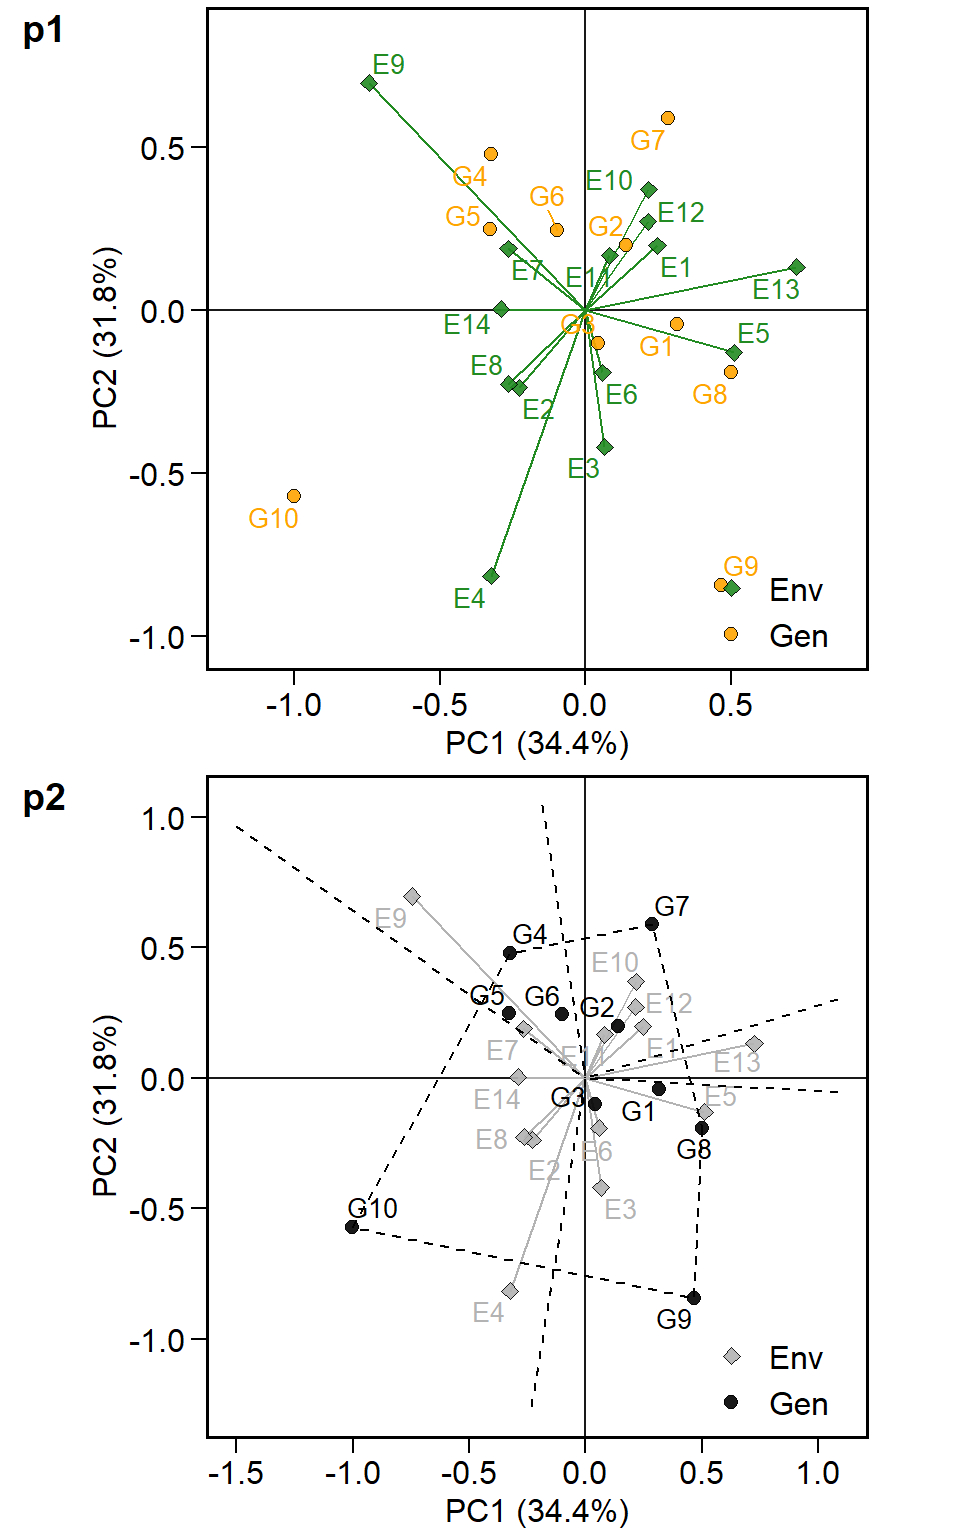 p1
E9
0.5
G7
G4
E10
G6
G5
G2
E12
E7
E11
E1
E13
0.0
E14
G3
G1
E5
E8
G8
E2
E6
E3
-0.5
G10
G9
E4
Env
Gen
-1.0
-1.0 -0.5 0.0 0.5
PC1 (34.4%)
PC2 (31.8%)
p2
1.0
E9
G7
G4
0.5
E10
G5
G6
G2
E12
E7
E11
E1
E13
0.0
E14
G3
G1
E5
E8
G8
E2
E6
-0.5
G10
E3
E4
G9
-1.0
Env
Gen
-1.5 -1.0 -0.5 0.0 0.5 1.0
PC1 (34.4%)
PC2 (31.8%)